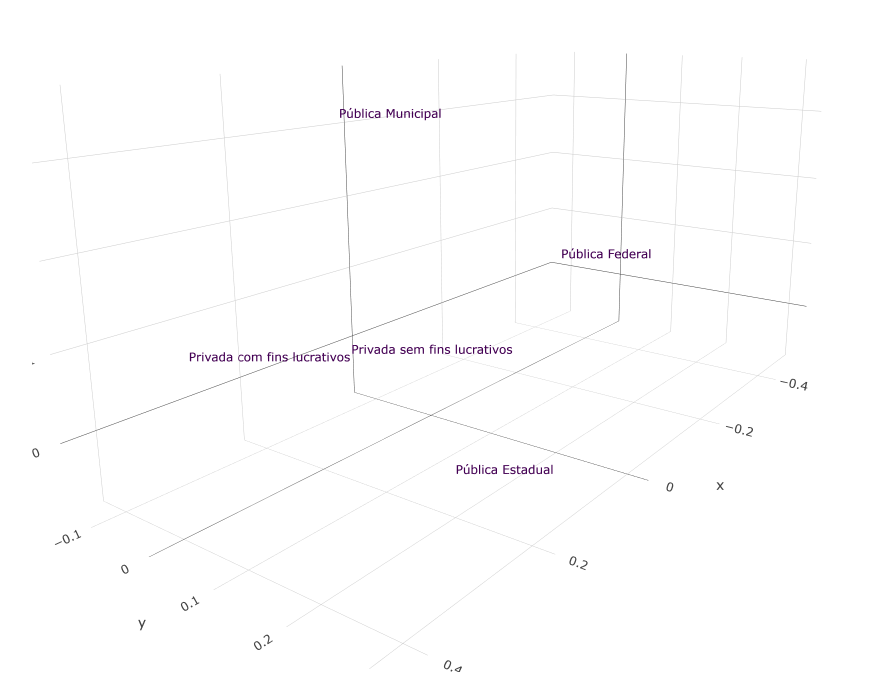 Pública Municipal
Pública Federal
Privada sem fins lucrativos
Privada com fins lucrativos
−0.4
−0.2
0
Pública Estadual
x
0
−0.1
0.2
0
0.1
y
0.2
0.4